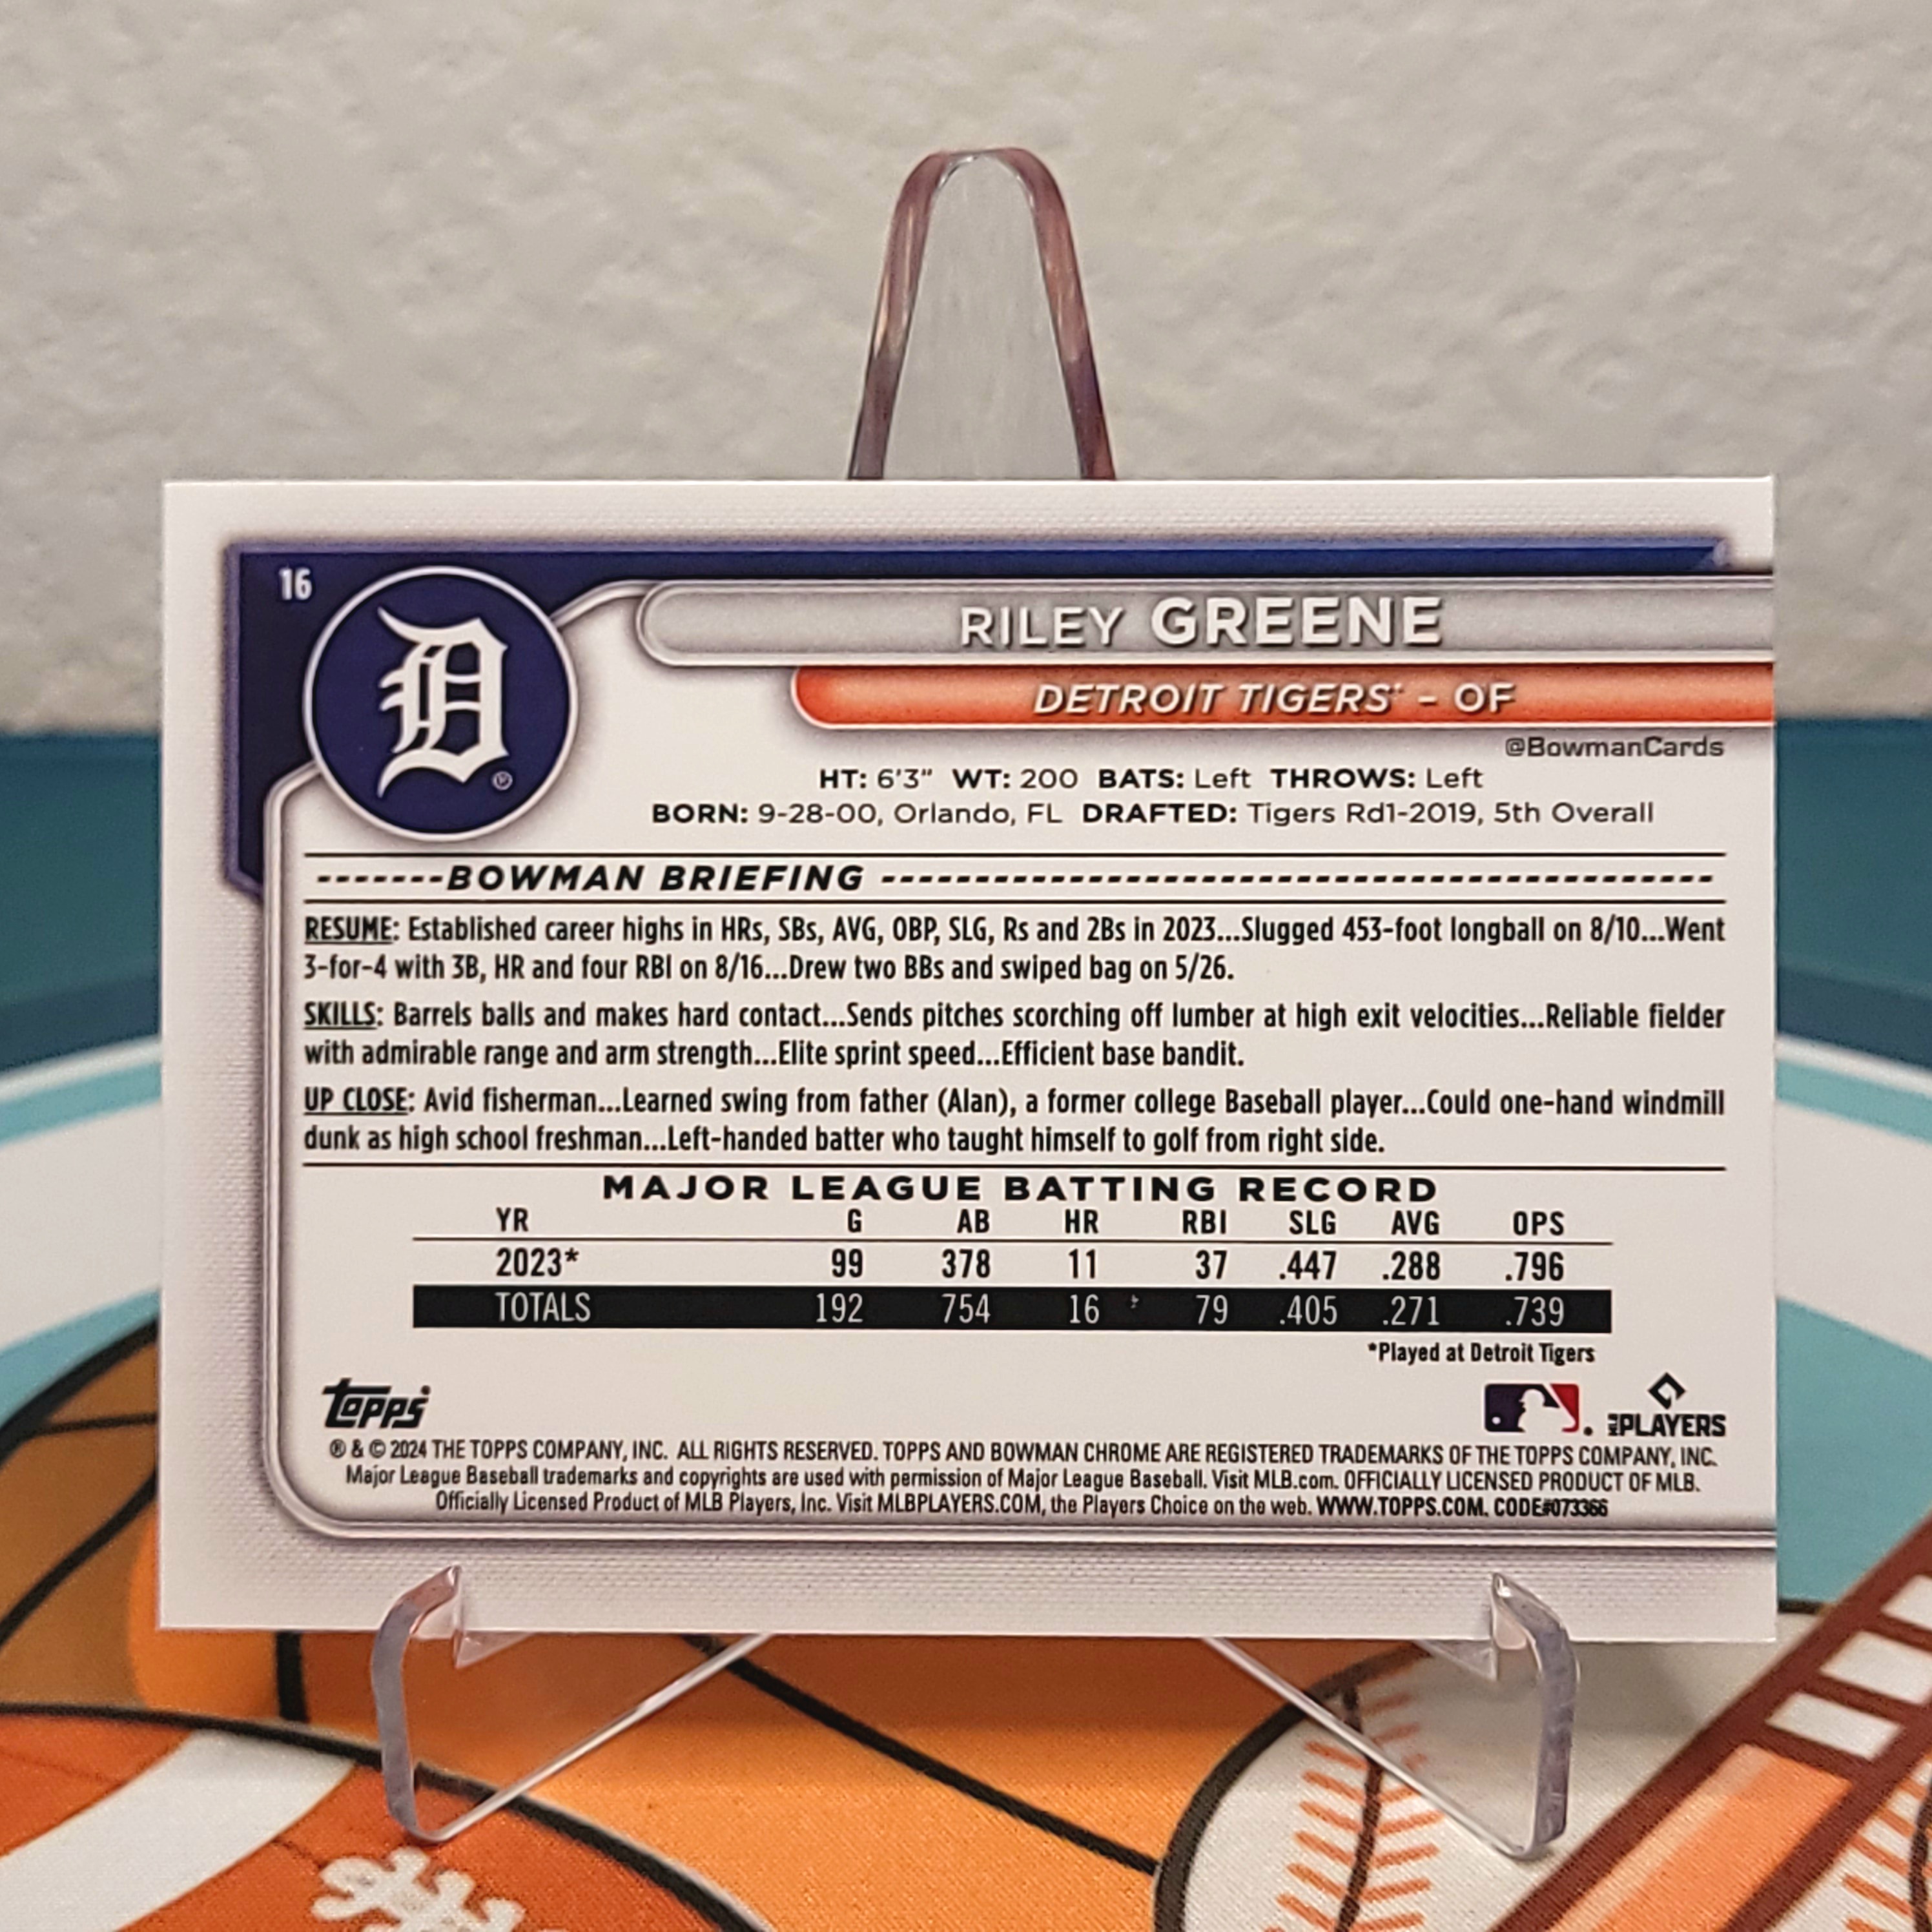 16
RILEY GREENE
DETROIT TIGERS® - OF
@BowmanCards
HT: 6'3" WT: 200 BATS: Left THROWS: Left
BORN: 9-28-00, Orlando, FL DRAFTED: Tigers Rd1-2019, 5th Overall
-------BOWMAN BRIEFING ---------------------------------------------
RESUME: Established career highs in HRs, SBs, AVG, OBP, SLG, Rs and 2Bs in 2023...Slugged 453-foot longball on 8/10...Went
3-for-4 with 3B, HR and four RBI on 8/16...Drew two BBs and swiped bag on 5/26.
SKILLS: Barrels balls and makes hard contact...Sends pitches scorching off lumber at high exit velocities...Reliable fielder
with admirable range and arm strength...Elite sprint speed...Efficient base bandit.
UP CLOSE: Avid fisherman...Learned swing from father (Alan), a former college Baseball player...Could one-hand windmill
dunk as high school freshman...Left-handed batter who taught himself to golf from right side.
MAJOR LEAGUE BATTING RECORD
YR G AB HR RBI SLG AVG OPS
2023* 99 378 11 37 .447 .288 .796
TOTALS 192 754 16 79 .405 .271 .739
*Played at Detroit Tigers
topps
MLB PLAYERS
® & © 2024 THE TOPPS COMPANY, INC. ALL RIGHTS RESERVED. TOPPS AND BOWMAN CHROME ARE REGISTERED TRADEMARKS OF THE TOPPS COMPANY, INC.
Major League Baseball trademarks and copyrights are used with permission of Major League Baseball. Visit MLB.com. OFFICIALLY LICENSED PRODUCT OF MLB.
Officially Licensed Product of MLB Players, Inc. Visit MLBPLAYERS.COM, the Players Choice on the web. WWW.TOPPS.COM. CODE#073366